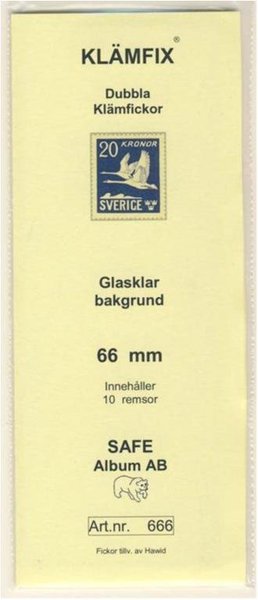 KLÄMFIX®
Dubbla
Klämfickor
20 KRONOR
SVERIGE
Glasklar
bakgrund
66 mm
Innehåller
10 remsor
SAFE
Album AB
Art.nr. 666
Fickor tillv. av Hawid